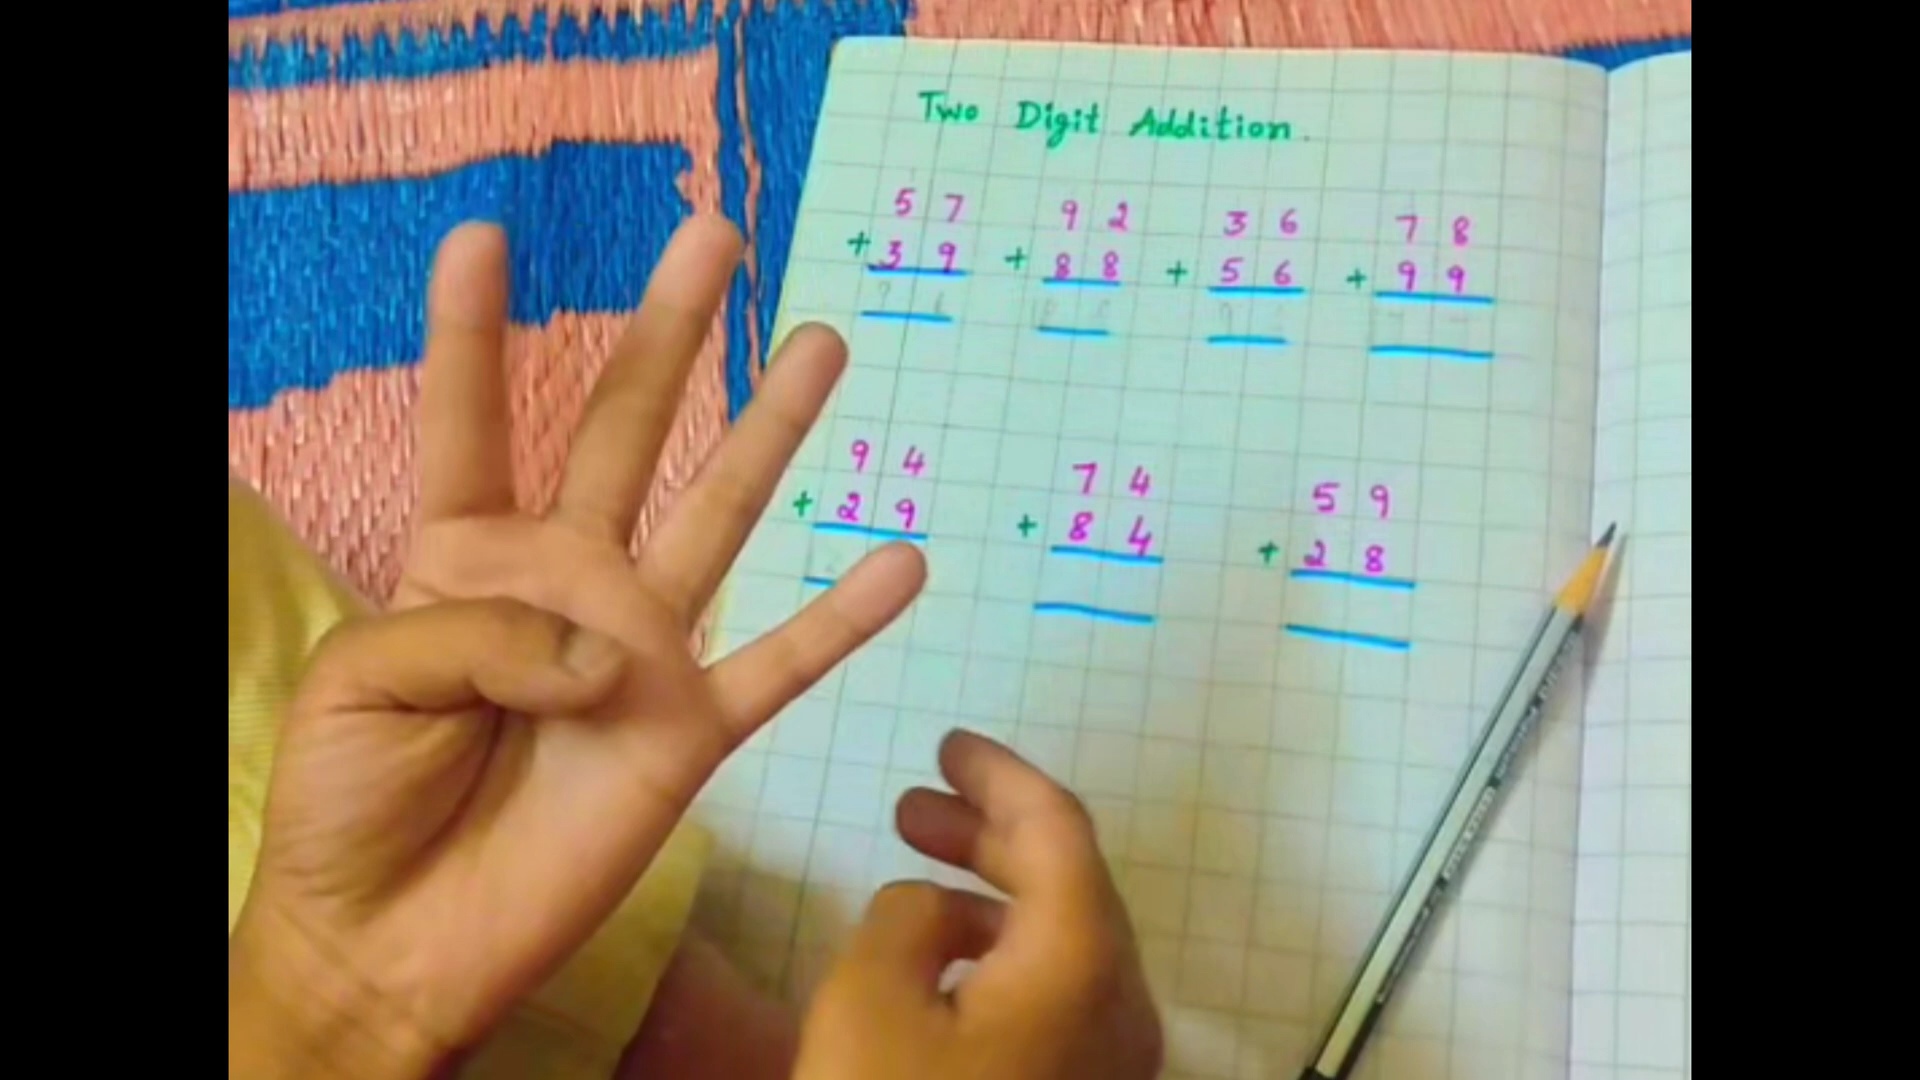 Two Digit Addition.
5 7 9 2 3 6 7 8
+ 3 9 + 8 8 + 5 6 + 9 9
9 4 7 4 5 9
+ 2 9 + 8 4 + 2 8